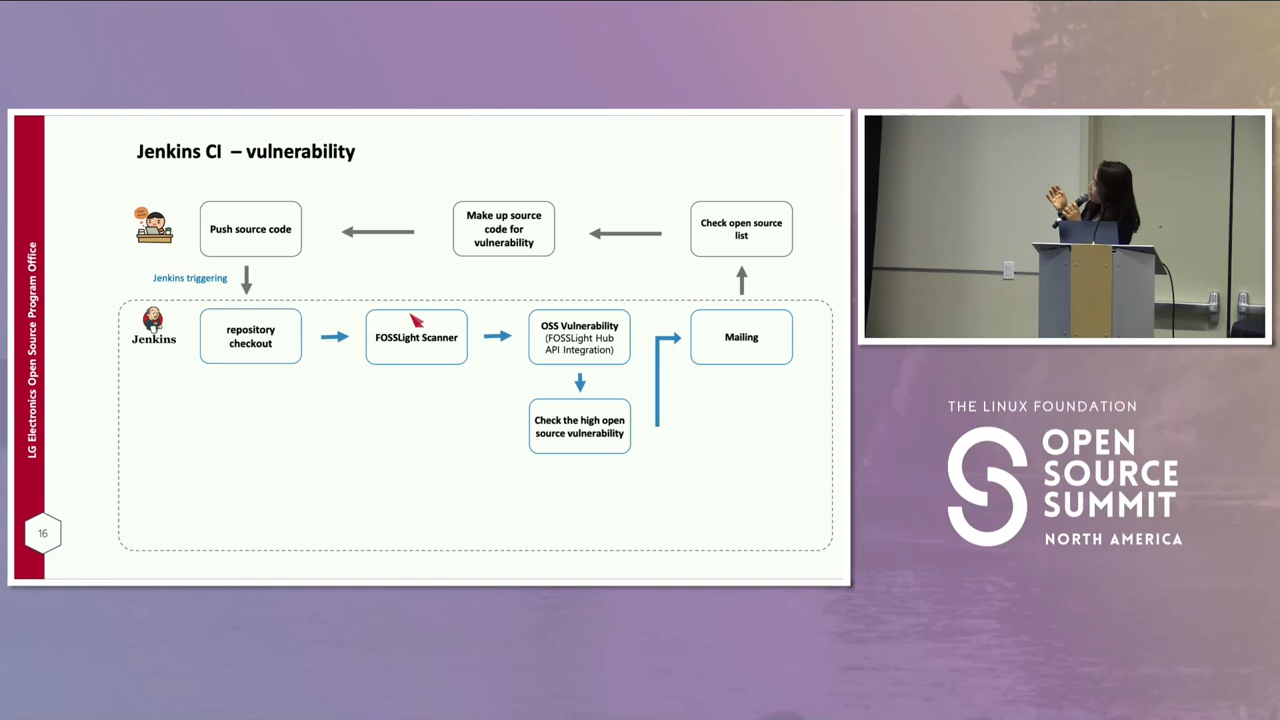 Jenkins CI – vulnerability
Push source code
Make up source
code for
vulnerability
Check open source
list
Jenkins triggering
Jenkins
repository
checkout
FOSSLight Scanner
OSS Vulnerability
(FOSSLight Hub
API Integration)
Mailing
Check the high open
source vulnerability
LG Electronics Open Source Program Office
16
THE LINUX FOUNDATION
OPEN
SOURCE
SUMMIT
NORTH AMERICA